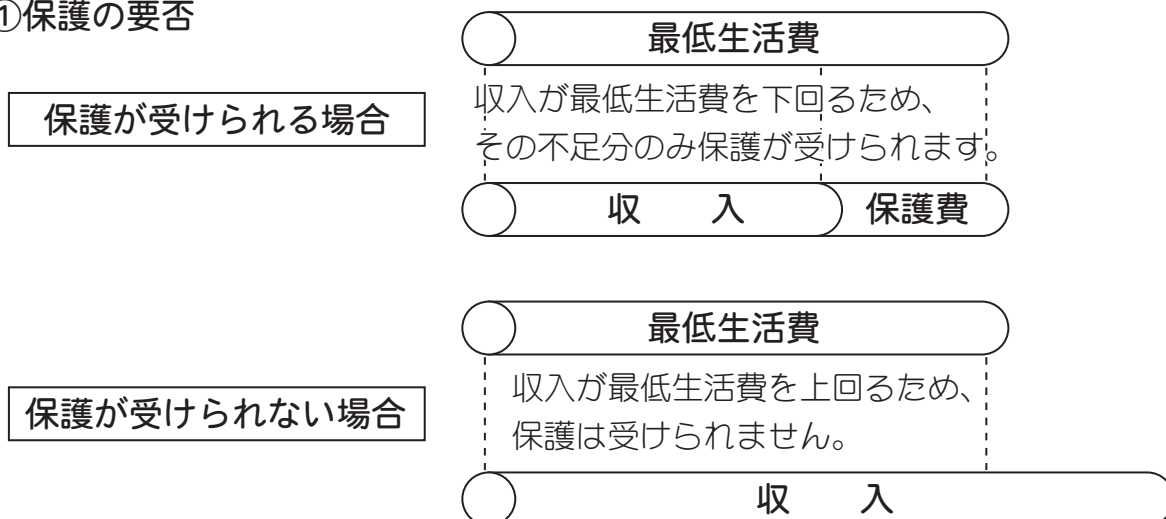 ①保護の要否
最低生活費
保護が受けられる場合
収入が最低生活費を下回るため、
その不足分のみ保護が受けられます。
収　入
保護費
最低生活費
保護が受けられない場合
収入が最低生活費を上回るため、
保護は受けられません。
収　入